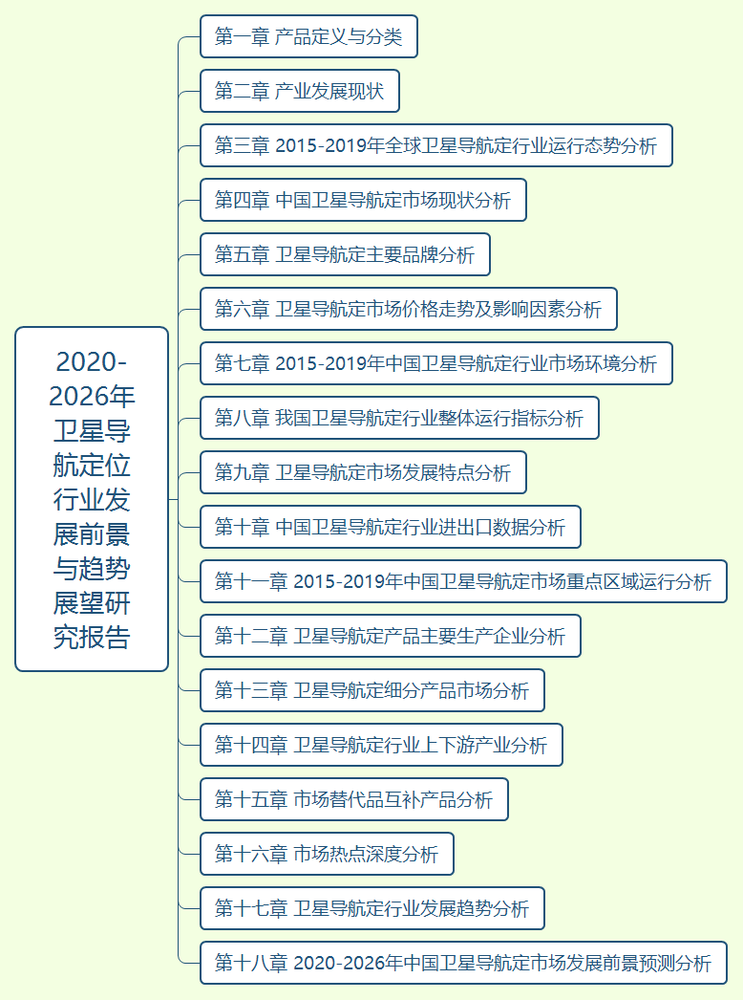 2020-
2026年
卫星导
航定位
行业发
展前景
与趋势
展望研
究报告
第一章 产品定义与分类
第二章 产业发展现状
第三章 2015-2019年全球卫星导航定行业运行态势分析
第四章 中国卫星导航定市场现状分析
第五章 卫星导航定主要品牌分析
第六章 卫星导航定市场价格走势及影响因素分析
第七章 2015-2019年中国卫星导航定行业市场环境分析
第八章 我国卫星导航定行业整体运行指标分析
第九章 卫星导航定市场发展特点分析
第十章 中国卫星导航定行业进出口数据分析
第十一章 2015-2019年中国卫星导航定市场重点区域运行分析
第十二章 卫星导航定产品主要生产企业分析
第十三章 卫星导航定细分产品市场分析
第十四章 卫星导航定行业上下游产业分析
第十五章 市场替代品互补产品分析
第十六章 市场热点深度分析
第十七章 卫星导航定行业发展趋势分析
第十八章 2020-2026年中国卫星导航定市场发展前景预测分析